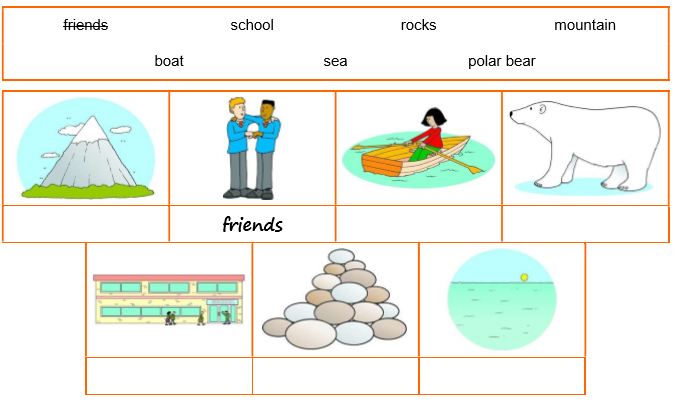 friends school rocks mountain
boat sea polar bear
friends